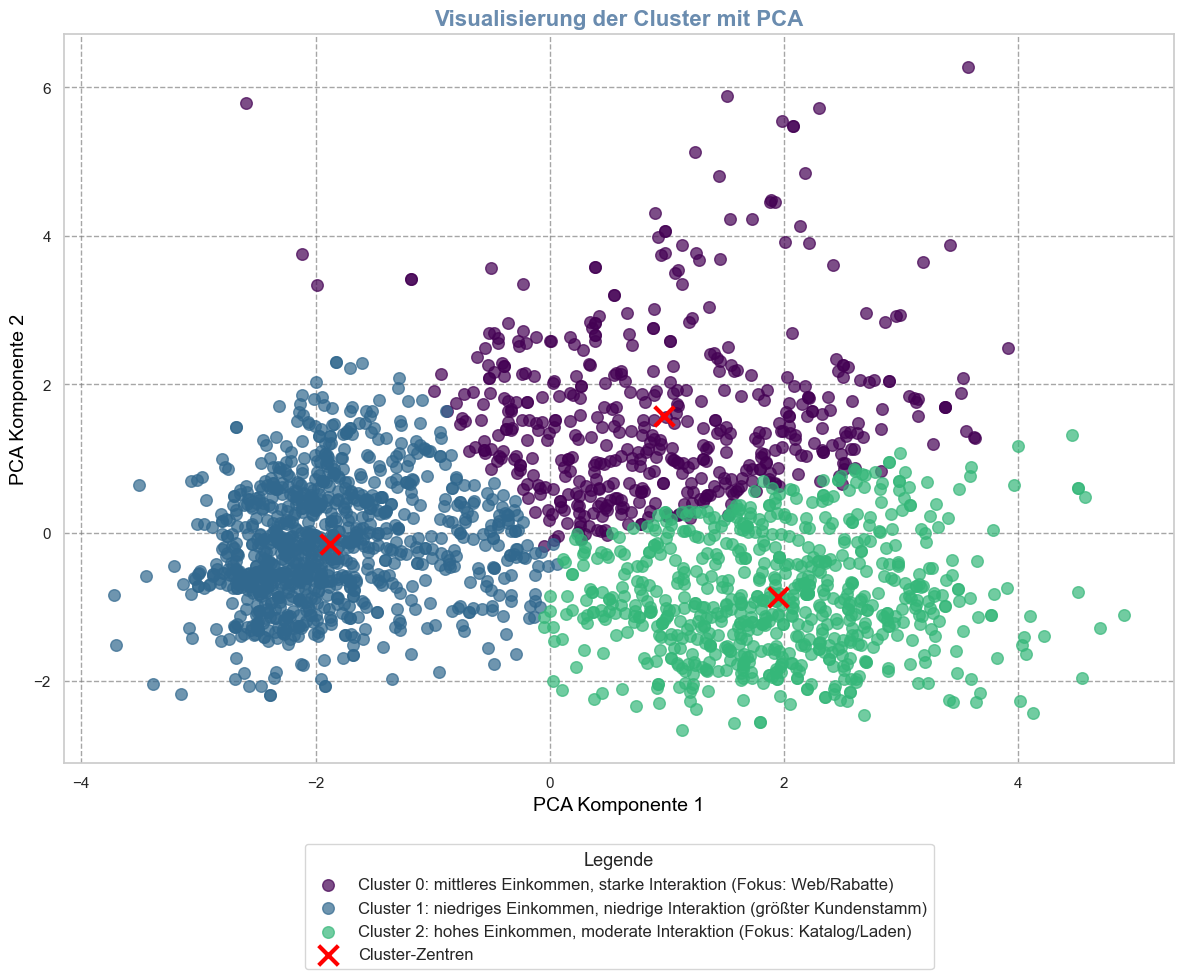 Visualisierung der Cluster mit PCA
6
4
2
0
−2
PCA Komponente 2
−4
−2
0
2
4
PCA Komponente 1
Legende
Cluster 0: mittleres Einkommen, starke Interaktion (Fokus: Web/Rabatte)
Cluster 1: niedriges Einkommen, niedrige Interaktion (größter Kundenstamm)
Cluster 2: hohes Einkommen, moderate Interaktion (Fokus: Katalog/Laden)
Cluster-Zentren